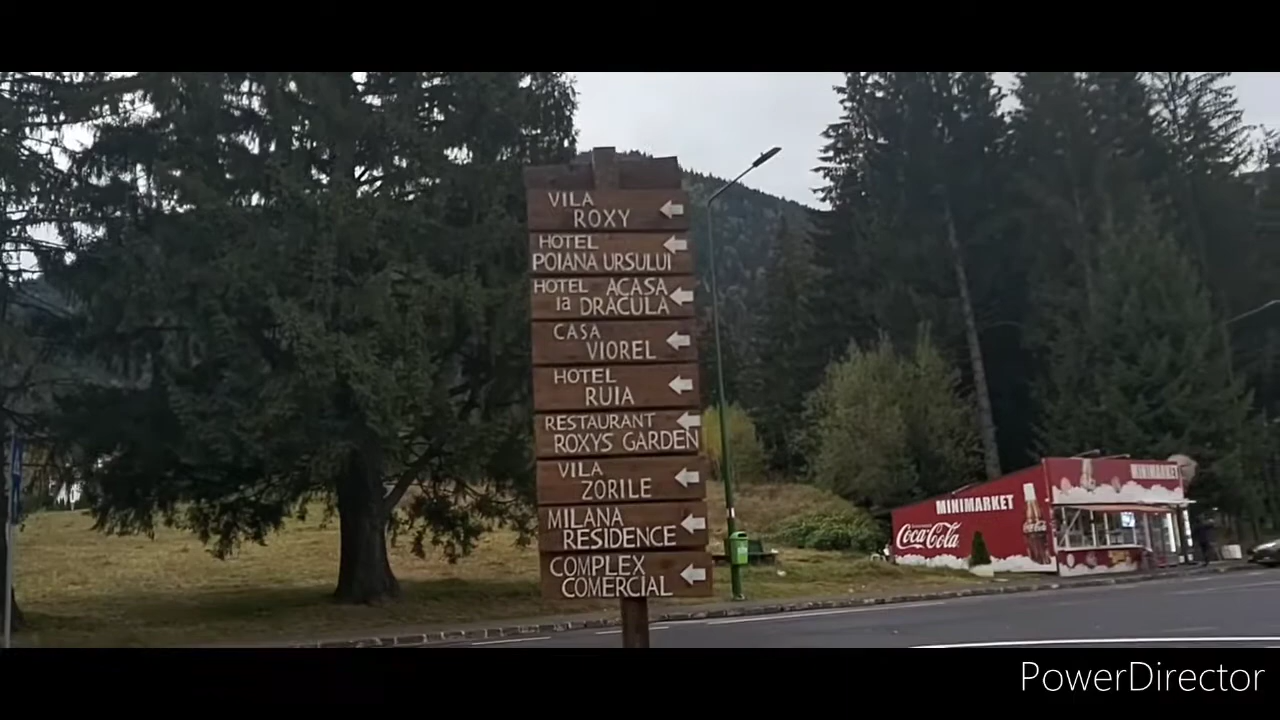 VILA
ROXY
HOTEL
POIANA URSULUI
HOTEL ACASA
la DRACULA
CASA
VIOREL
HOTEL
RUIA
RESTAURANT
ROXYS GARDEN
VILA
ZORILE
MILANA
RESIDENCE
COMPLEX
COMERCIAL
MINIMARKET
MINIMARKET
Coca-Cola
PowerDirector